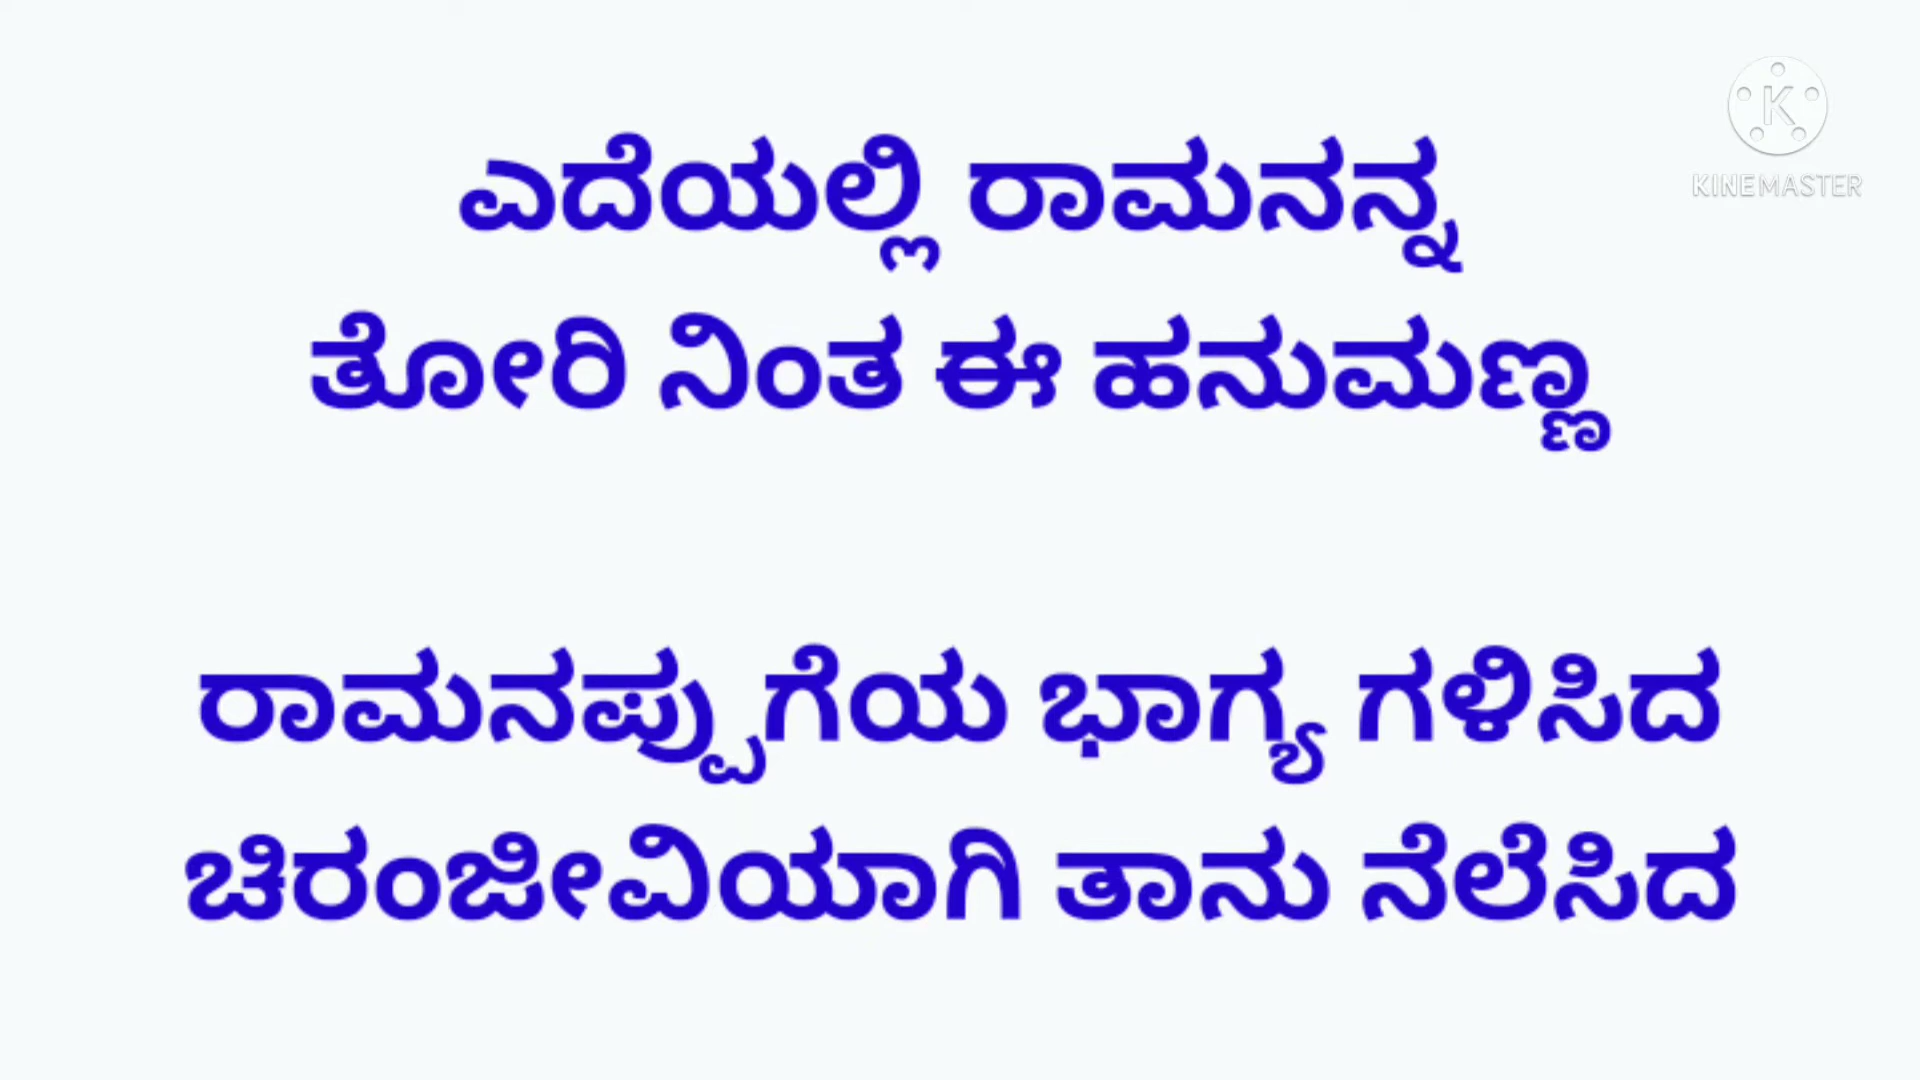 KINEMASTER
ಎದೆಯಲ್ಲಿ ರಾಮನನ್ನ
ತೋರಿ ನಿಂತ ಈ ಹನುಮಣ್ಣ
ರಾಮನಪ್ಪುಗೆಯ ಭಾಗ್ಯ ಗಳಿಸಿದ
ಚಿರಂಜೀವಿಯಾಗಿ ತಾನು ನೆಲೆಸಿದ